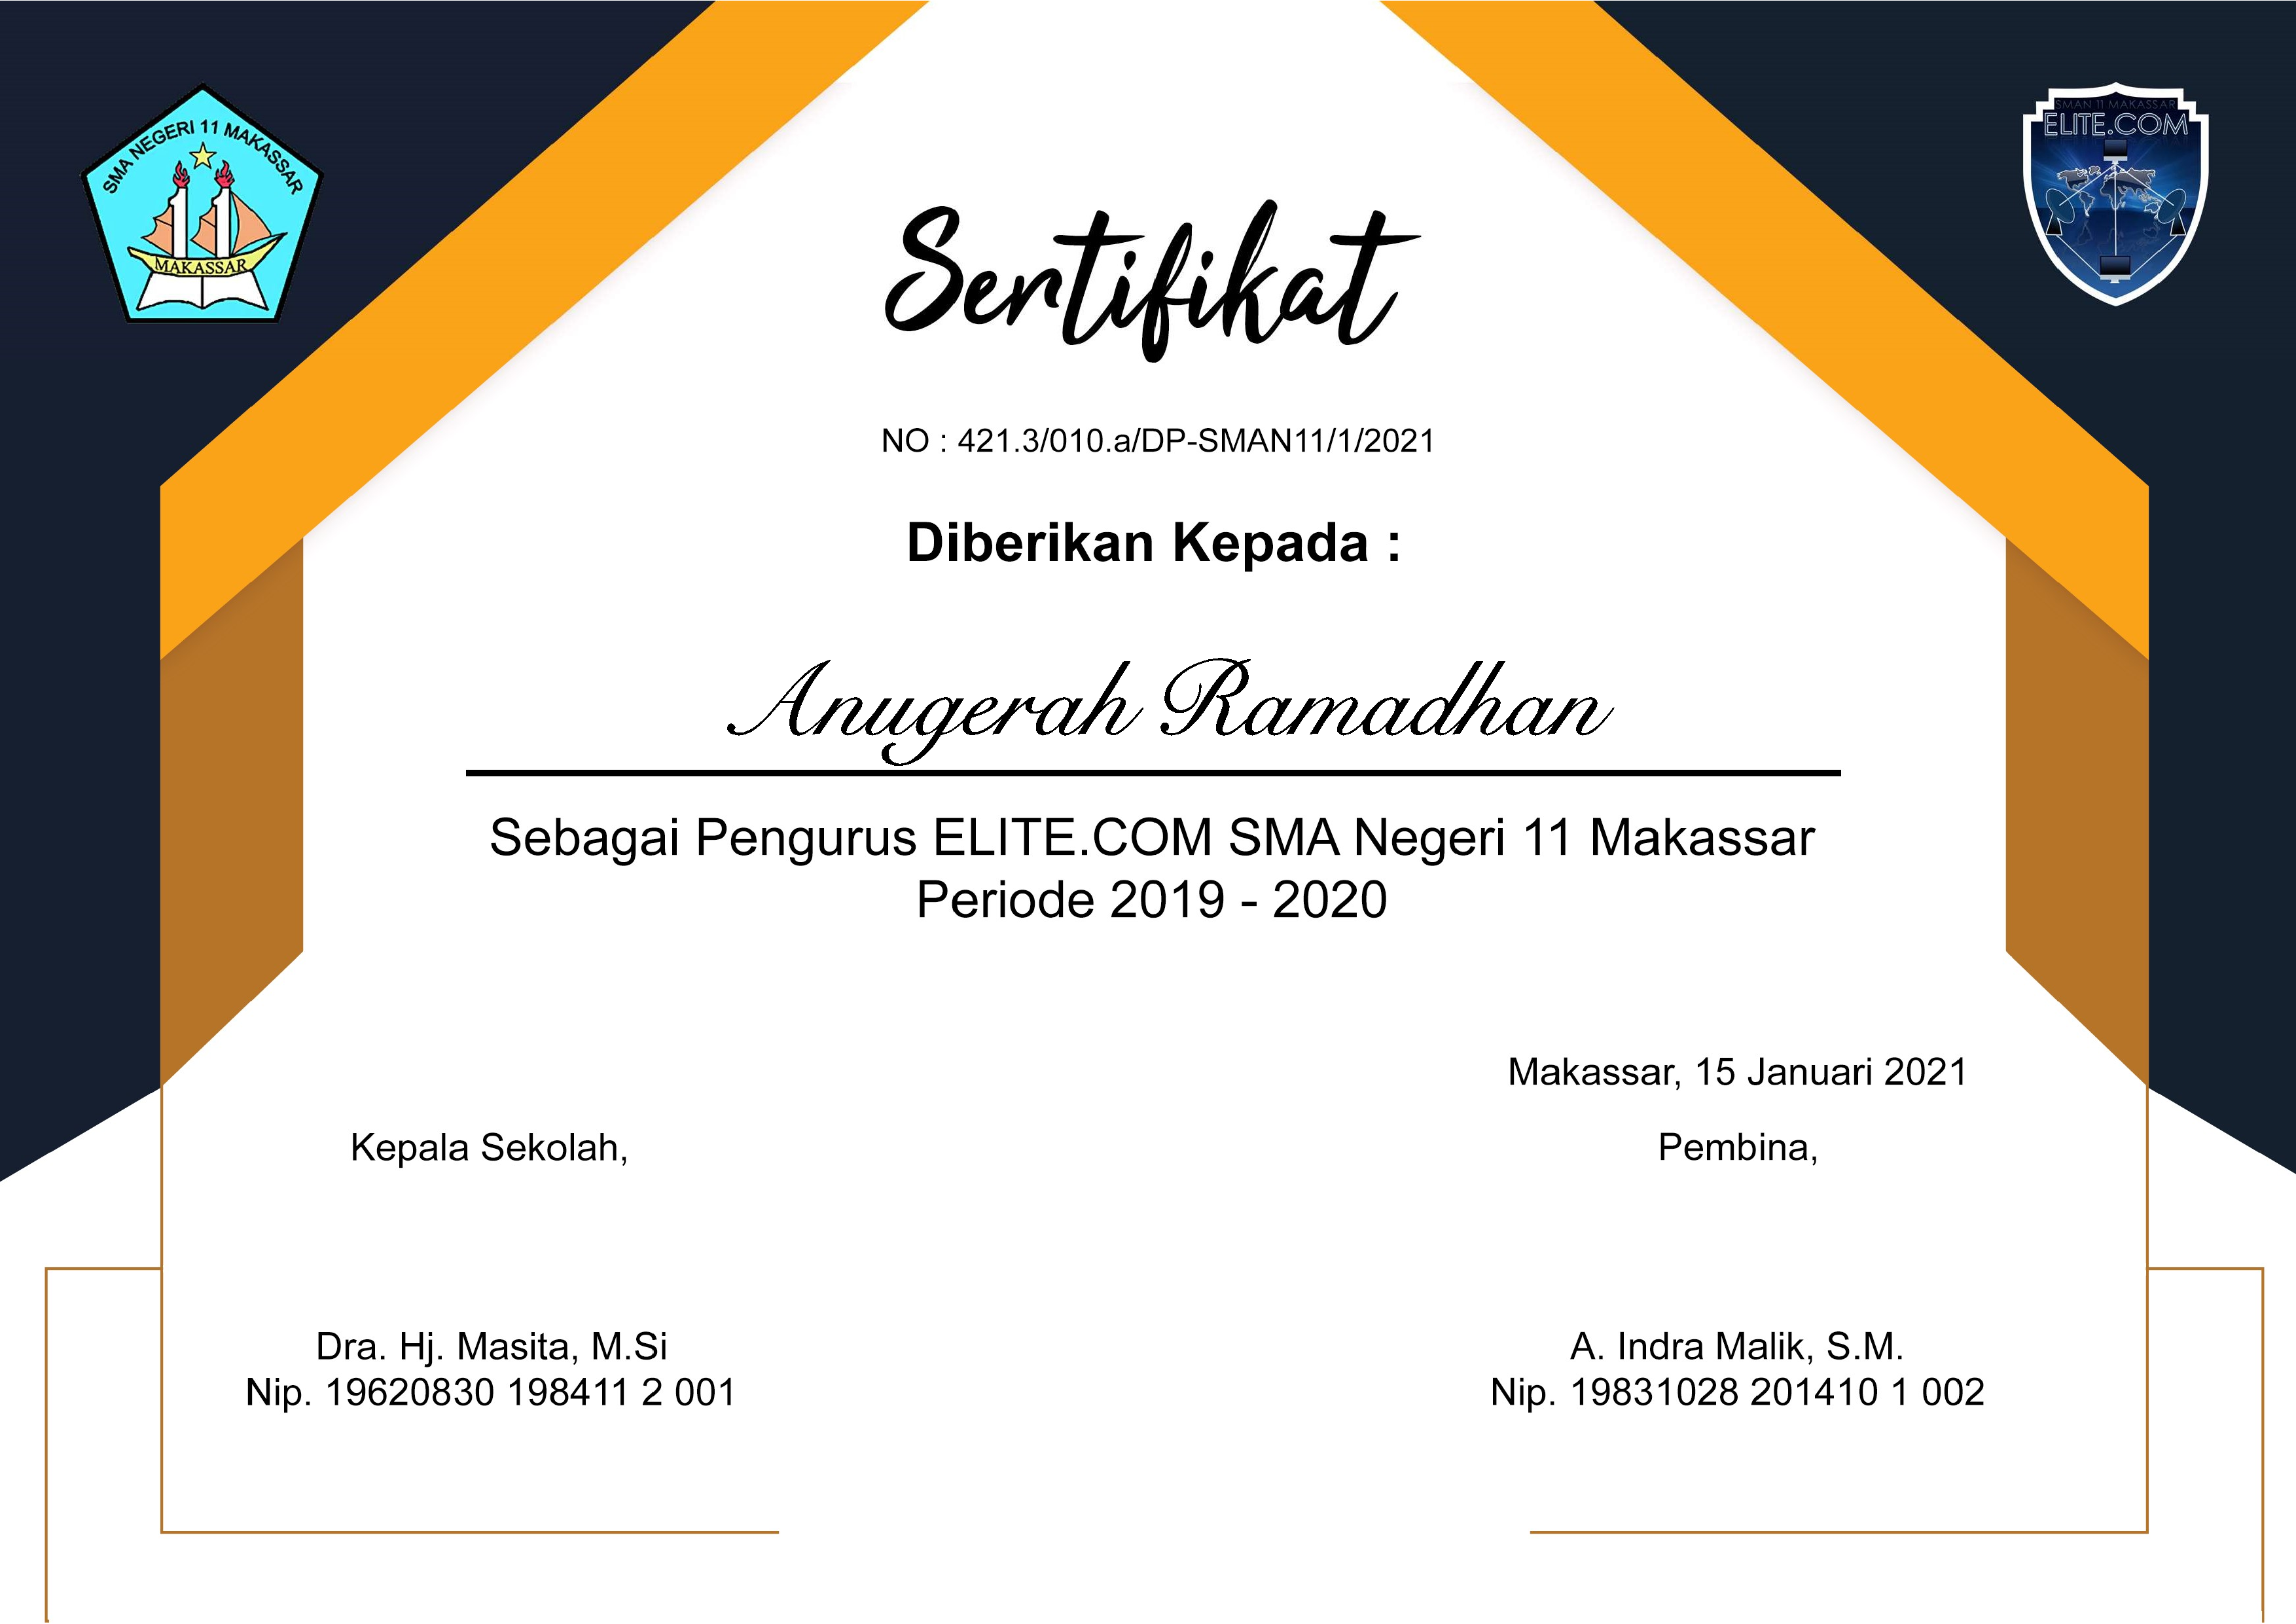 SMA NEGERI 11 MAKASSAR
MAKASSAR
SMAN 11 MAKASSAR
ELITE.COM
Sertifikat
NO : 421.3/010.a/DP-SMAN11/1/2021
Diberikan Kepada :
Anugerah Ramadhan
Sebagai Pengurus ELITE.COM SMA Negeri 11 Makassar
Periode 2019 - 2020
Makassar, 15 Januari 2021
Kepala Sekolah,
Pembina,
Dra. Hj. Masita, M.Si
Nip. 19620830 198411 2 001
A. Indra Malik, S.M.
Nip. 19831028 201410 1 002